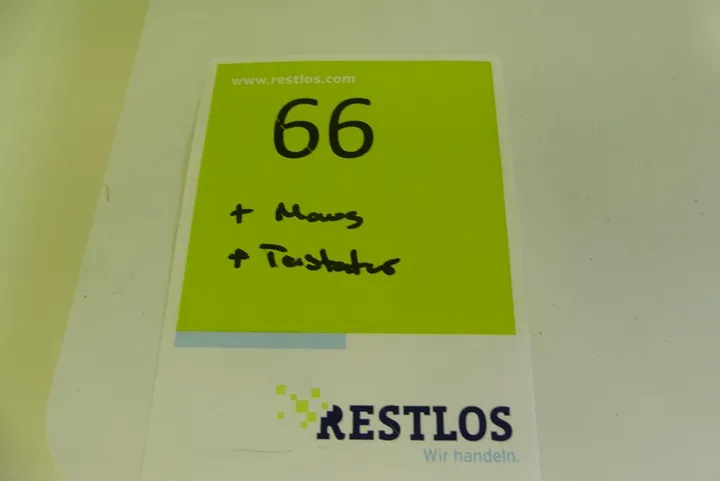 www.restlos.com
66
+ Maus
+ Tastatur
RESTLOS
Wir handeln.